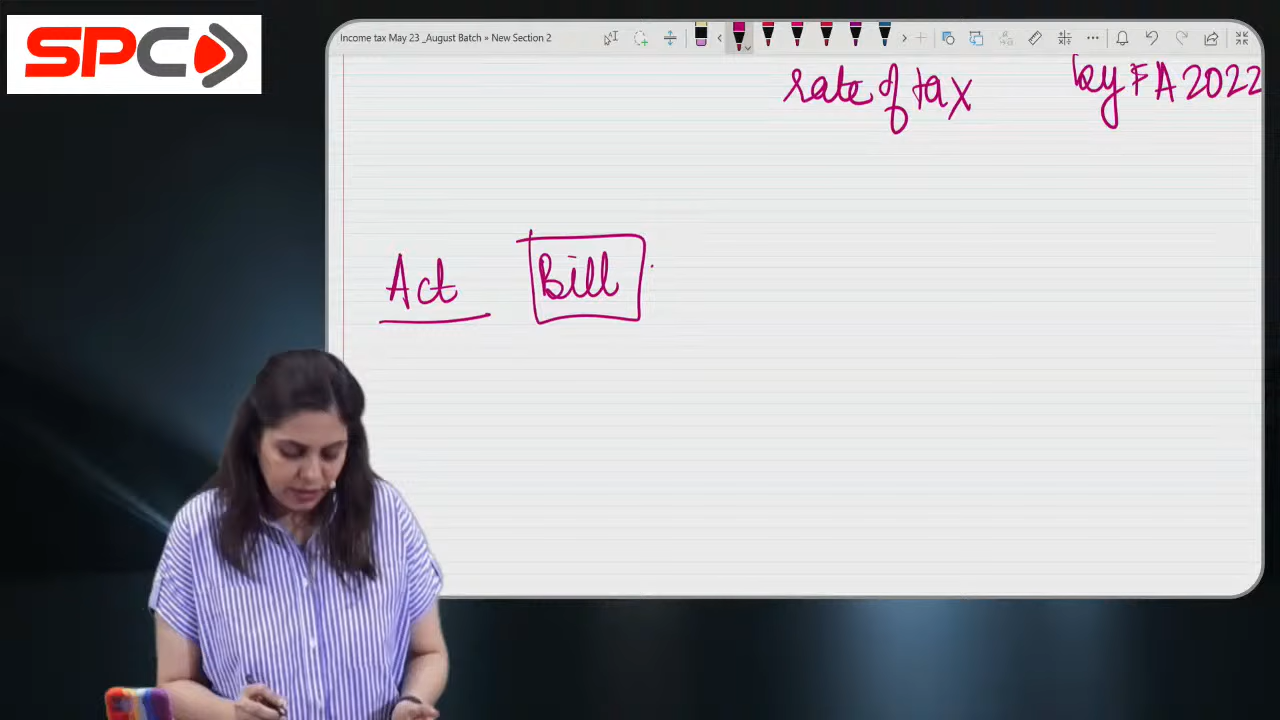 SPC
Income tax May 23 _August Batch » New Section 2
rate of tax
by FA 2022
Act
Bill